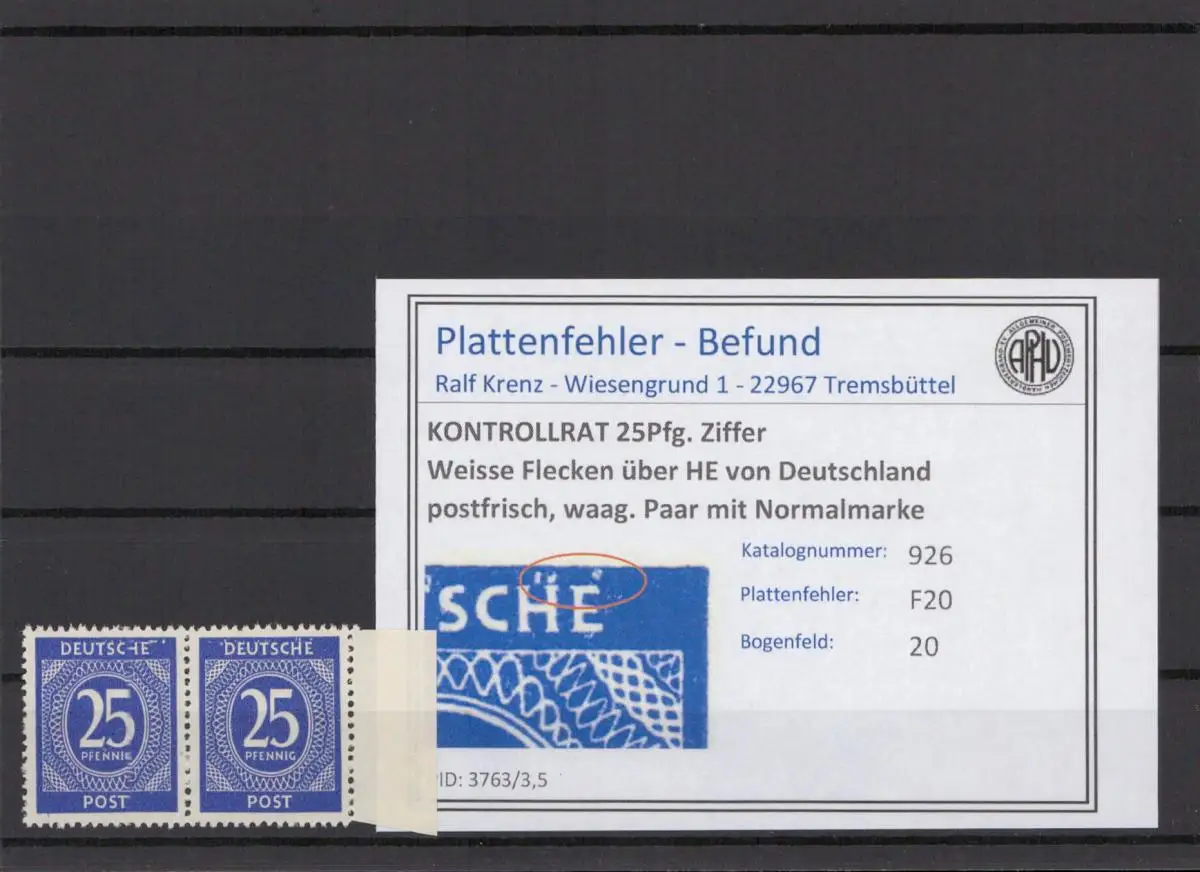 Plattenfehler - Befund
Ralf Krenz - Wiesengrund 1 - 22967 Tremsbüttel
APHV
KONTROLLRAT 25Pfg. Ziffer
Weisse Flecken über HE von Deutschland
postfrisch, waag. Paar mit Normalmarke
Katalognummer: 926
Plattenfehler: F20
Bogenfeld: 20
SCHE
ID: 3763/3,5
DEUTSCHE
25
PFENNIG
POST
DEUTSCHE
25
PFENNIG
POST